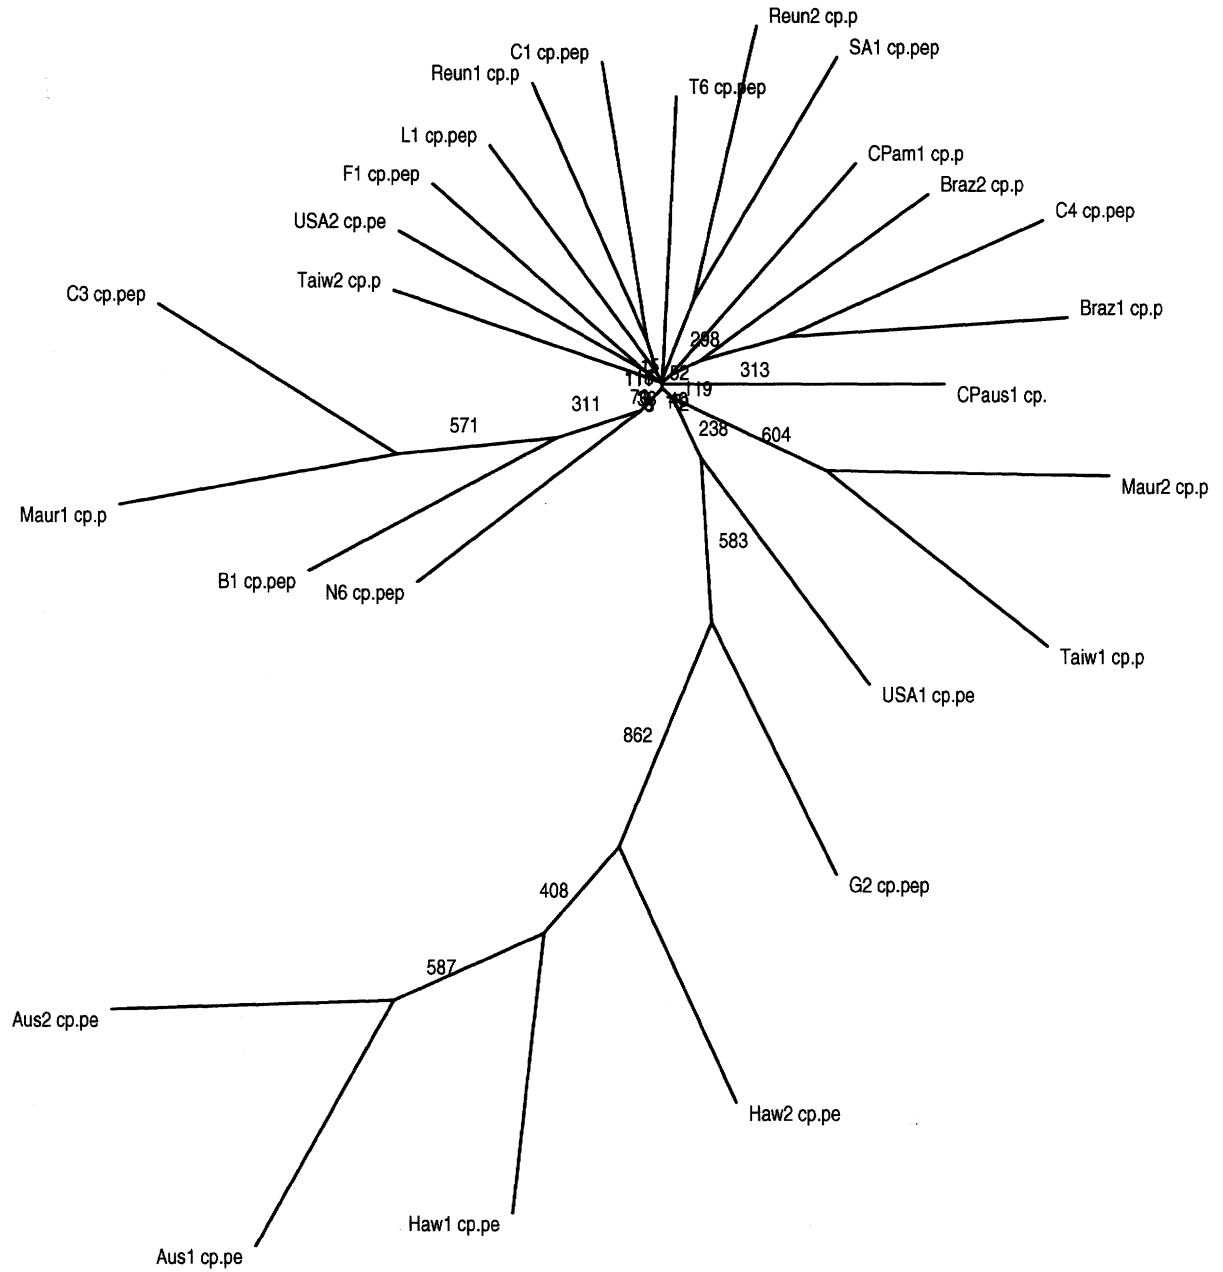 Reun2 cp.p
SA1 cp.pep
C1 cp.pep
Reun1 cp.p
T6 cp.pep
L1 cp.pep
CPam1 cp.p
F1 cp.pep
Braz2 cp.p
C4 cp.pep
USA2 cp.pe
Taiw2 cp.p
C3 cp.pep
Braz1 cp.p
298
313
52
119
CPaus1 cp.
311
571
238
604
Maur2 cp.p
Maur1 cp.p
583
B1 cp.pep
N6 cp.pep
Taiw1 cp.p
USA1 cp.pe
862
G2 cp.pep
408
587
Aus2 cp.pe
Haw2 cp.pe
Haw1 cp.pe
Aus1 cp.pe